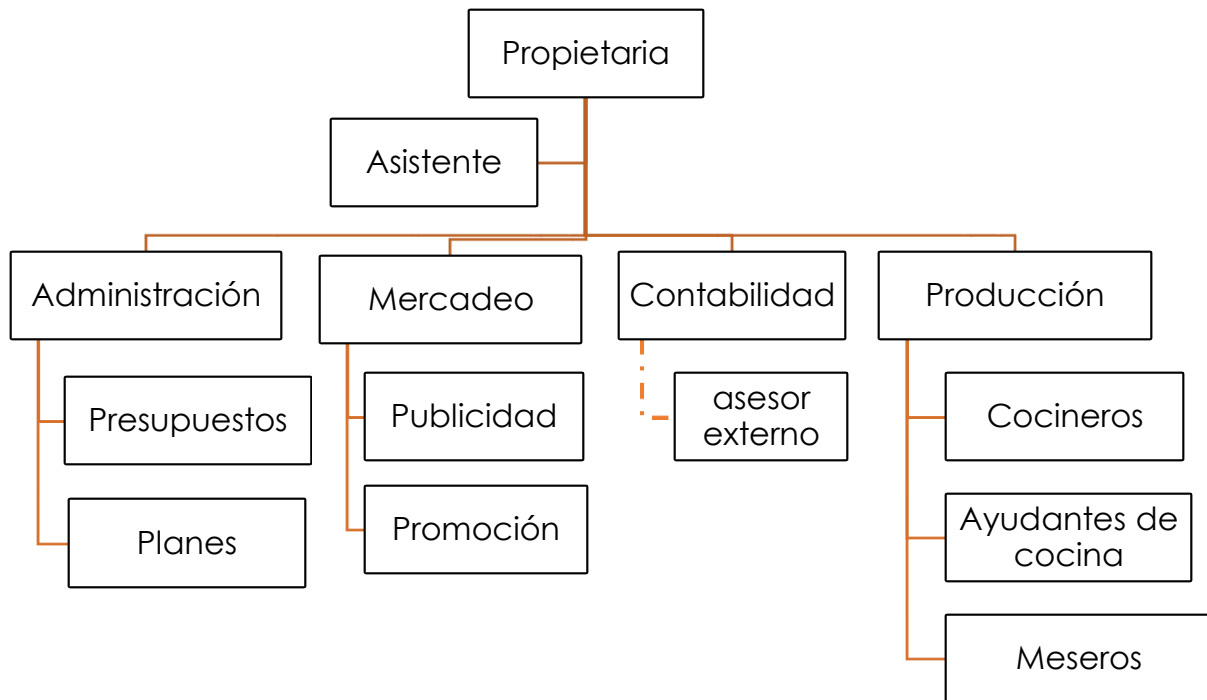 Propietaria
Asistente
Administración
Mercadeo
Contabilidad
Producción
Presupuestos
Publicidad
asesor
externo
Cocineros
Planes
Promoción
Ayudantes de
cocina
Meseros